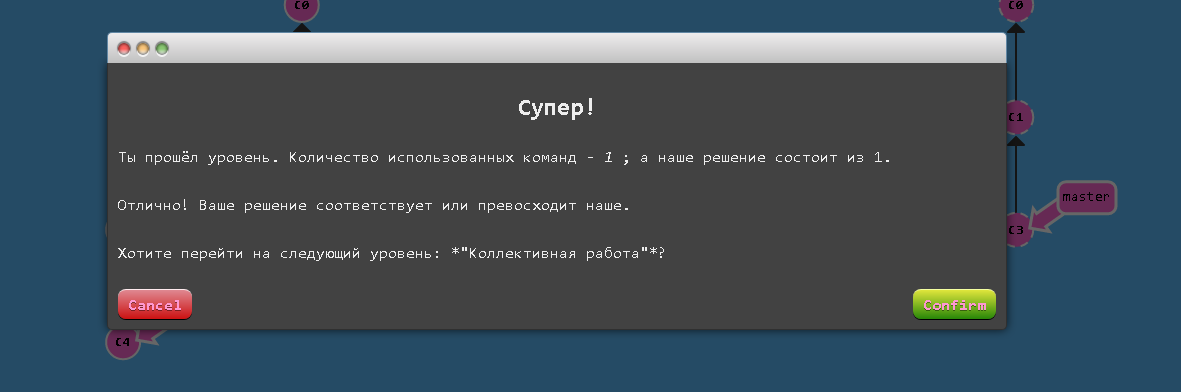 C0
C0
Супер!
C1
Ты прошёл уровень. Количество использованных команд - 1 ; а наше решение состоит из 1.
master
Отлично! Ваше решение соответствует или превосходит наше.
C3
Хотите перейти на следующий уровень: *"Коллективная работа"*?
Cancel
Confirm
C4